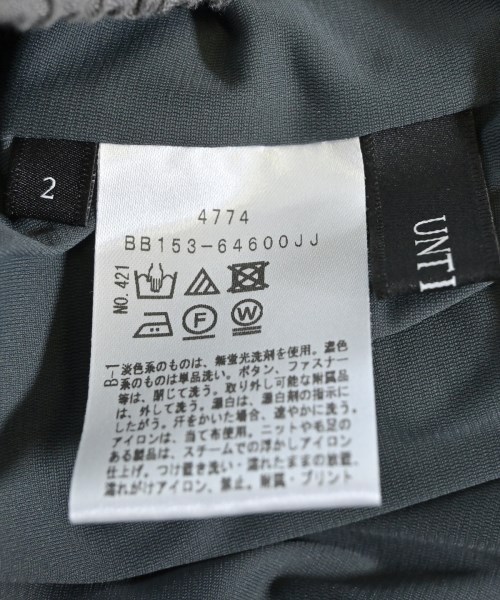 2
4774
BB153-64600JJ
NO.421
F
W
UNTI
B-1
淡色系のものは、無蛍光洗剤を使用。濃色
系のものは単品洗い。ボタン、ファスナー
等は、閉じて洗う。取り外し可能な附属品
は、外して洗う。漂白は、漂白剤の指示に
したがう。汗をかいた場合、速やかに洗う。
アイロンは、当て布使用。ニットや毛足の
ある製品は、スチームでの浮かしアイロン
仕上げ。つけ置き洗い・濡れたままの放置、
濡れがけアイロン、禁止。附属・プリント